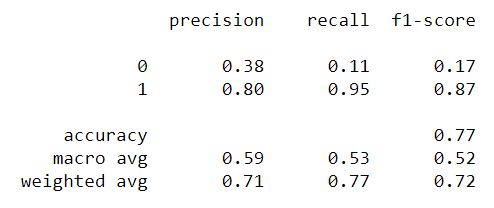 precision recall f1-score
0 0.38 0.11 0.17
1 0.80 0.95 0.87
accuracy 0.77
macro avg 0.59 0.53 0.52
weighted avg 0.71 0.77 0.72